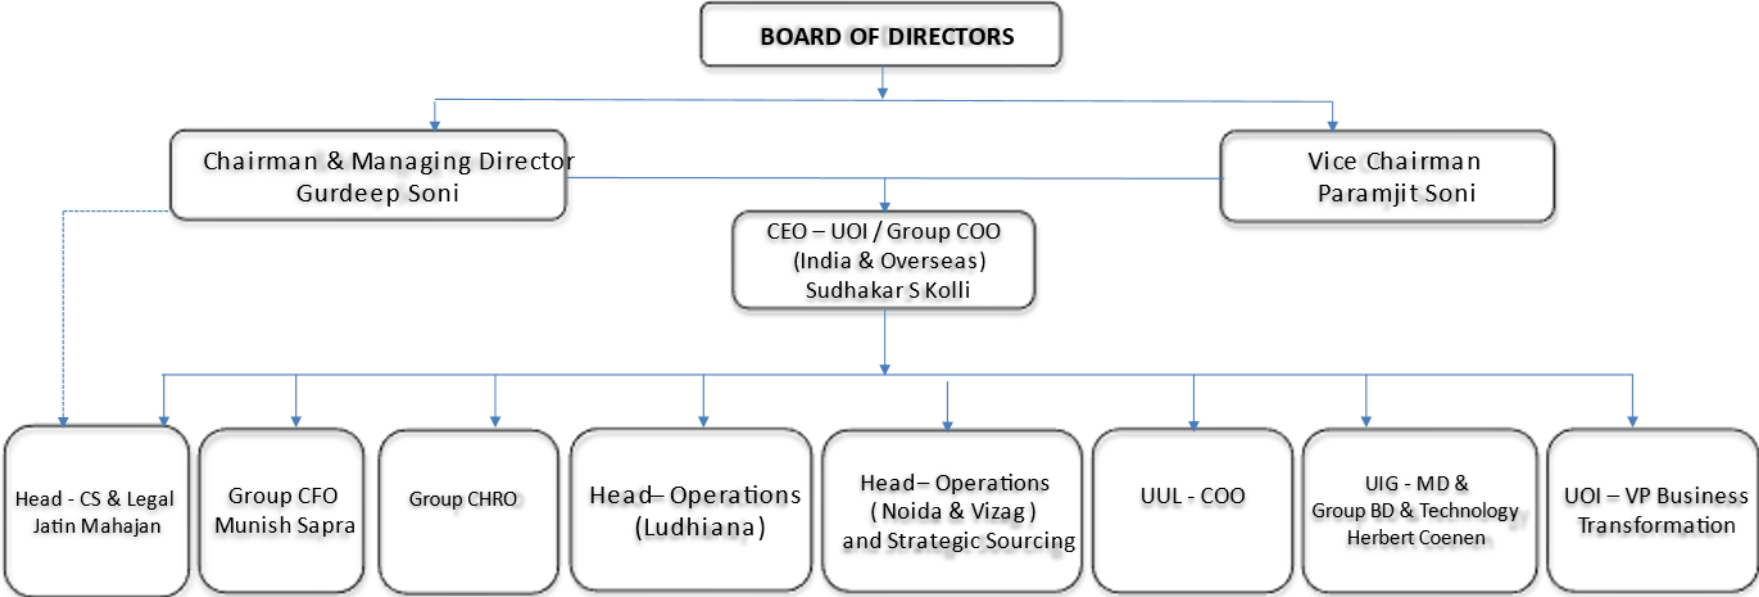 BOARD OF DIRECTORS
Chairman & Managing Director
Gurdeep Soni
Vice Chairman
Paramjit Soni
CEO – UOI / Group COO
(India & Overseas)
Sudhakar S Kolli
Head - CS & Legal
Jatin Mahajan
Group CFO
Munish Sapra
Group CHRO
Head– Operations
(Ludhiana)
Head– Operations
( Noida & Vizag )
and Strategic Sourcing
UUL - COO
UIG - MD &
Group BD & Technology
Herbert Coenen
UOI – VP Business
Transformation